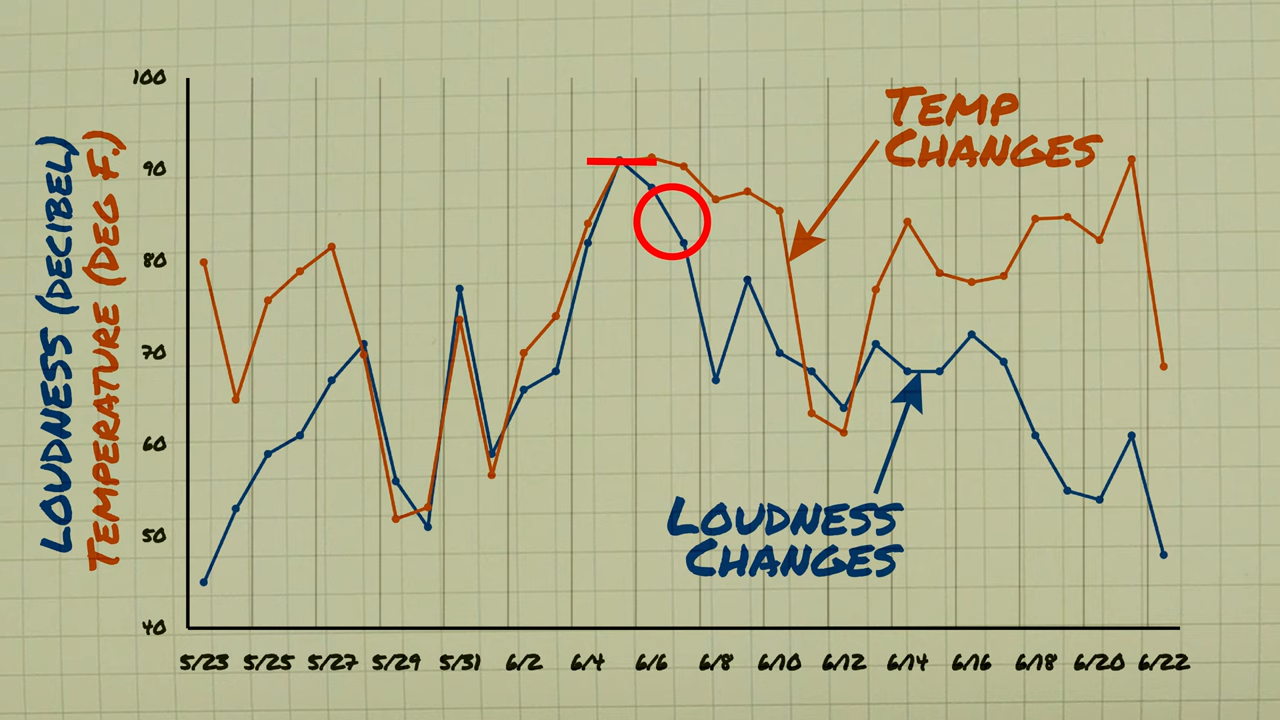 LOUDNESS (DECIBEL)
TEMPERATURE (DEG F.)
100
90
80
70
60
50
40
5/23 5/25 5/27 5/29 5/31 6/2 6/4 6/6 6/8 6/10 6/12 6/14 6/16 6/18 6/20 6/22
TEMP
CHANGES
LOUDNESS
CHANGES